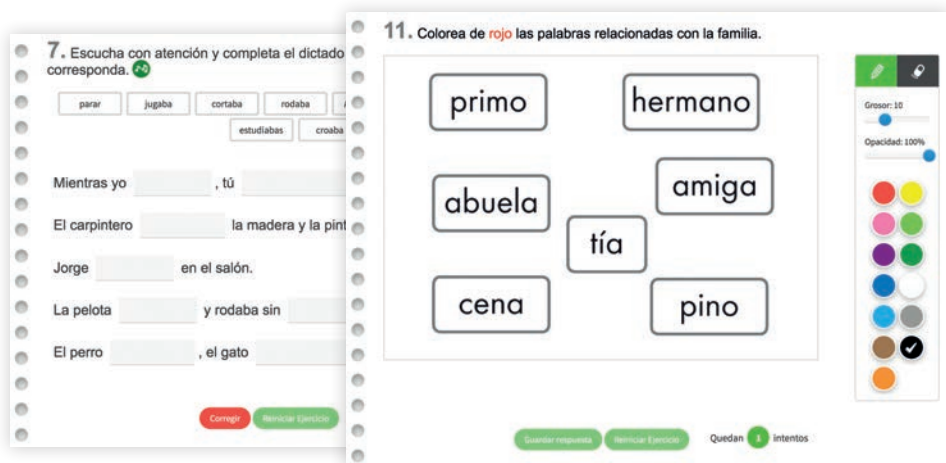 7. Escucha con atención y completa el dictado
corresponda.
parar jugaba cortaba rodaba
estudiabas croaba
Mientras yo , tú
El carpintero la madera y la pint
Jorge en el salón.
La pelota y rodaba sin
El perro , el gato
Corregir Reiniciar Ejercicio
11. Colorea de rojo las palabras relacionadas con la familia.
primo hermano
abuela amiga
tía
cena pino
Guardar respuesta Reiniciar Ejercicio Quedan 1 intentos
Grosor: 10
Opacidad: 100%